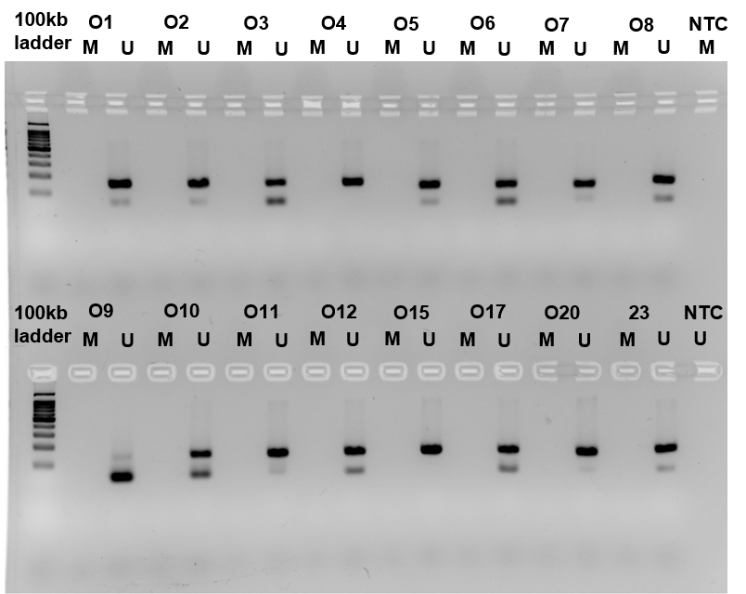 100kb O1 O2 O3 O4 O5 O6 O7 O8 NTC
ladder M U M U M U M U M U M U M U M U M
100kb O9 O10 O11 O12 O15 O17 O20 23 NTC
ladder M U M U M U M U M U M U M U M U U